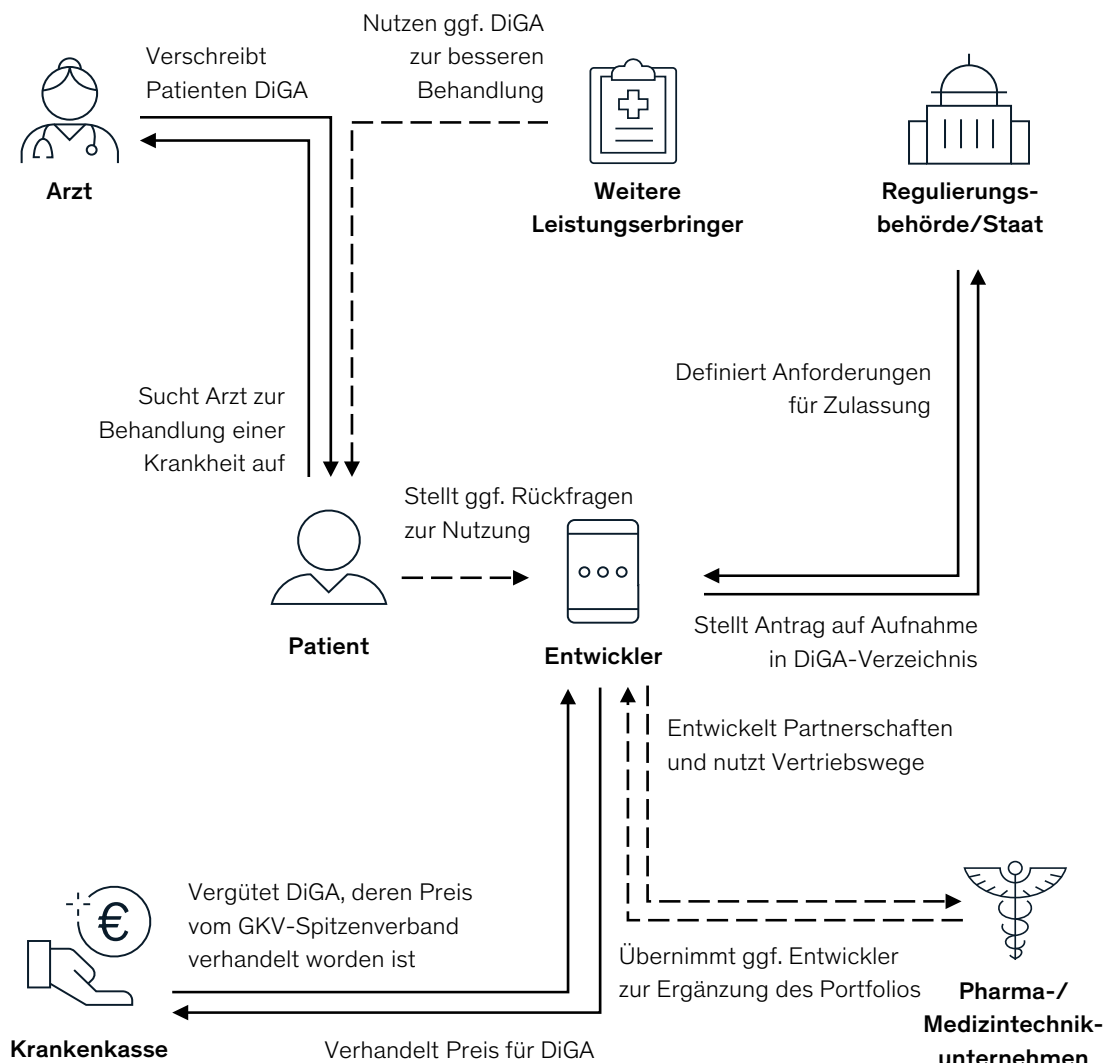 Nutzen ggf. DiGA
zur besseren
Behandlung
Verschreibt
Patienten DiGA
Arzt
Weitere
Leistungserbringer
Regulierungs-
behörde/Staat
Definiert Anforderungen
für Zulassung
Sucht Arzt zur
Behandlung einer
Krankheit auf
Stellt ggf. Rückfragen
zur Nutzung
Patient
Entwickler
Stellt Antrag auf Aufnahme
in DiGA-Verzeichnis
Entwickelt Partnerschaften
und nutzt Vertriebswege
€
Vergütet DiGA, deren Preis
vom GKV-Spitzenverband
verhandelt worden ist
Übernimmt ggf. Entwickler
zur Ergänzung des Portfolios
Pharma-/
Medizintechnik-
unternehmen
Krankenkasse
Verhandelt Preis für DiGA